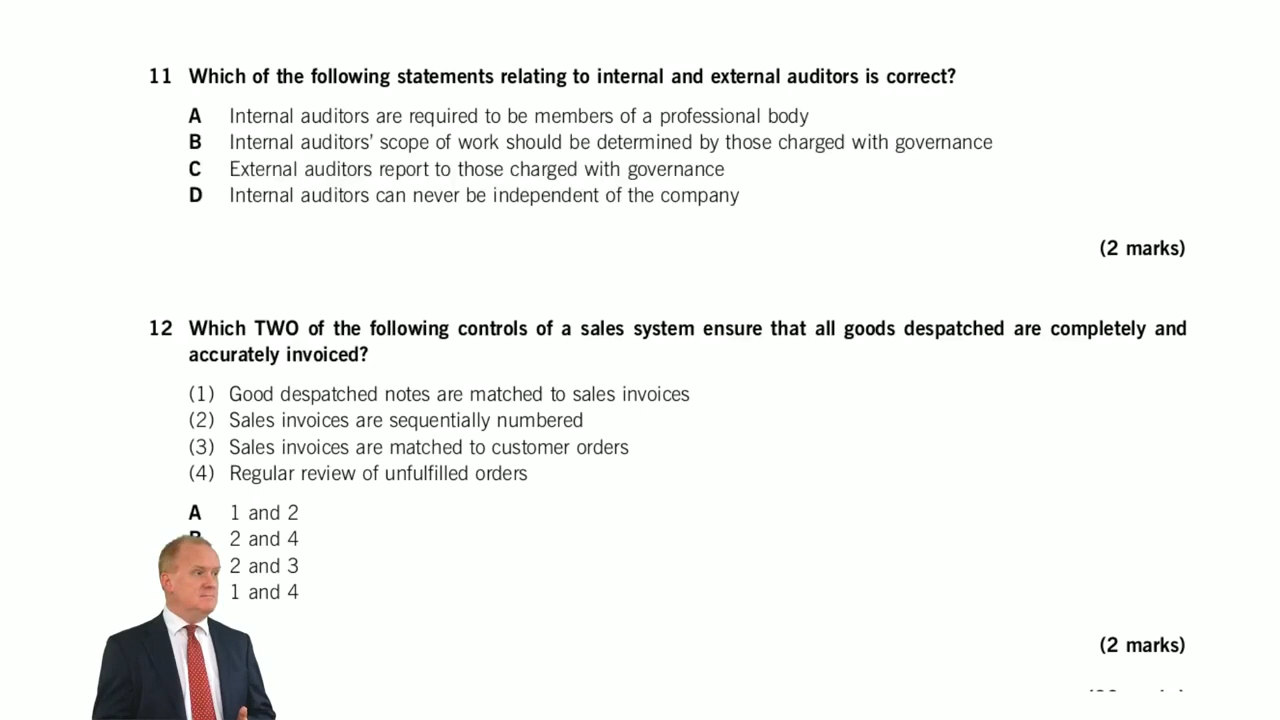 11 Which of the following statements relating to internal and external auditors is correct?
A Internal auditors are required to be members of a professional body
B Internal auditors' scope of work should be determined by those charged with governance
C External auditors report to those charged with governance
D Internal auditors can never be independent of the company
(2 marks)
12 Which TWO of the following controls of a sales system ensure that all goods despatched are completely and
accurately invoiced?
(1) Good despatched notes are matched to sales invoices
(2) Sales invoices are sequentially numbered
(3) Sales invoices are matched to customer orders
(4) Regular review of unfulfilled orders
A 1 and 2
2 and 4
2 and 3
1 and 4
(2 marks)